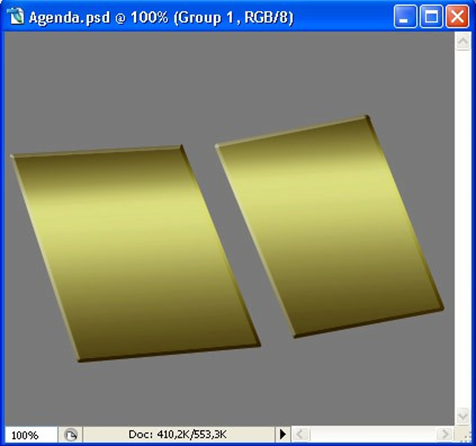 Agenda.psd @ 100% (Group 1, RGB/8)
100%
Doc: 410,2K/553,3K